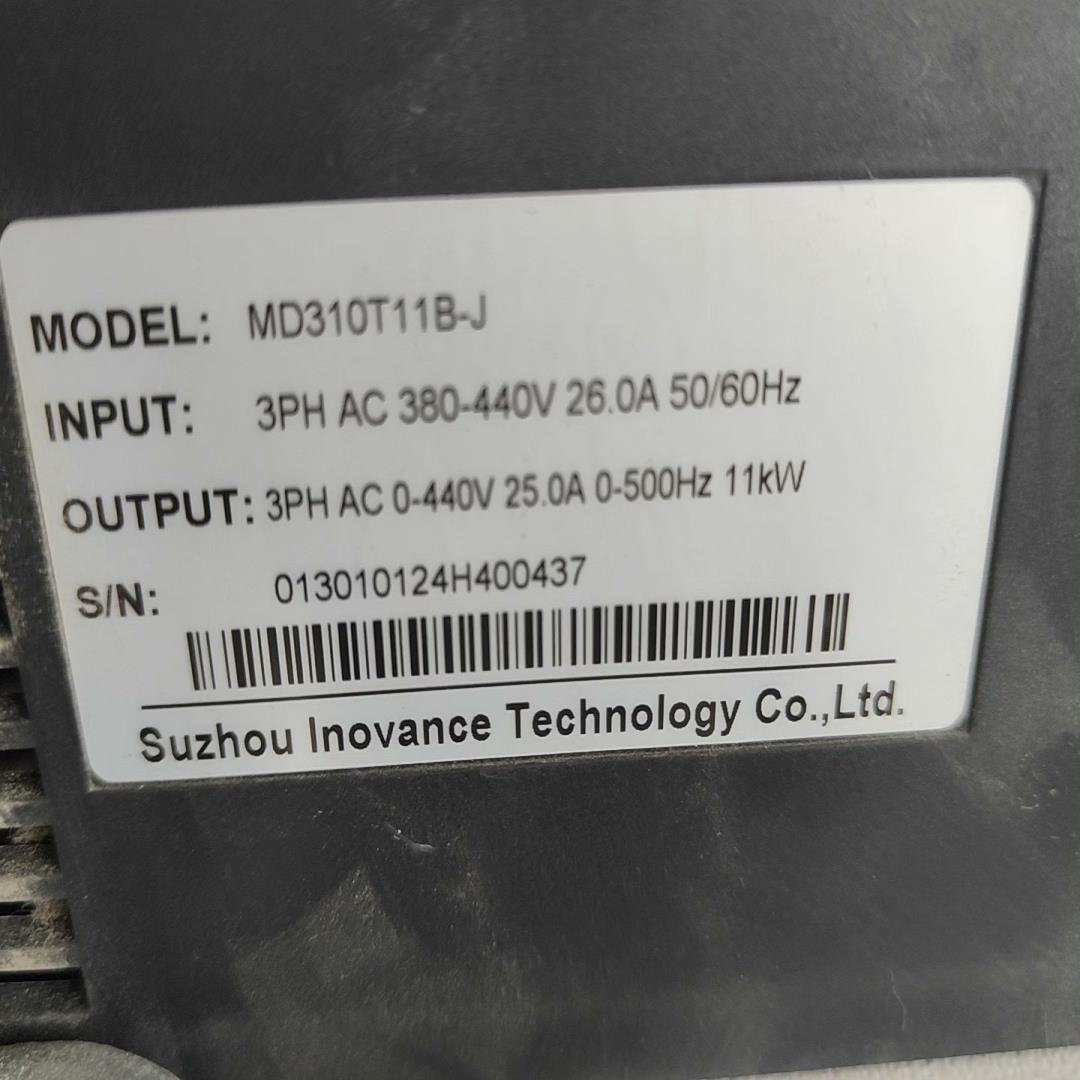 MODEL: MD310T11B-J
INPUT: 3PH AC 380-440V 26.0A 50/60Hz
OUTPUT: 3PH AC 0-440V 25.0A 0-500Hz 11kW
S/N: 013010124H400437
Suzhou Inovance Technology Co.,Ltd.